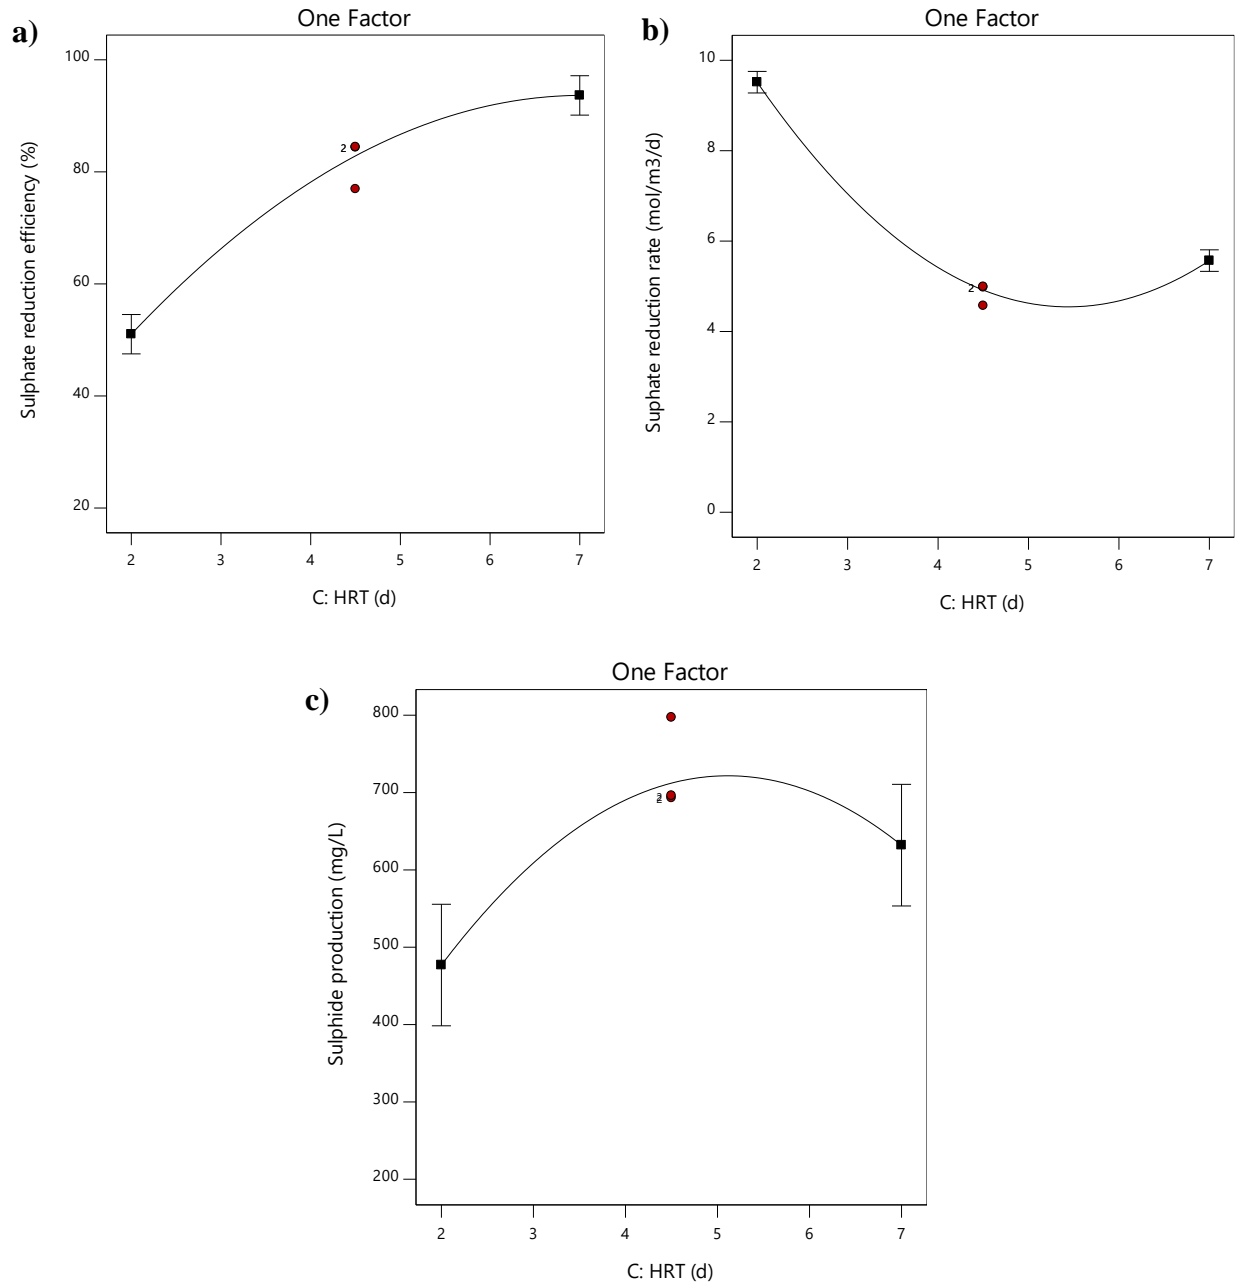 a)
One Factor
Sulphate reduction efficiency (%)
100
80
60
40
20
2
2 3 4 5 6 7
C: HRT (d)
b)
One Factor
Suphate reduction rate (mol/m3/d)
10
8
6
4
2
0
2
2 3 4 5 6 7
C: HRT (d)
c)
One Factor
Sulphide production (mg/L)
800
700
600
500
400
300
200
2 3 4 5 6 7
C: HRT (d)